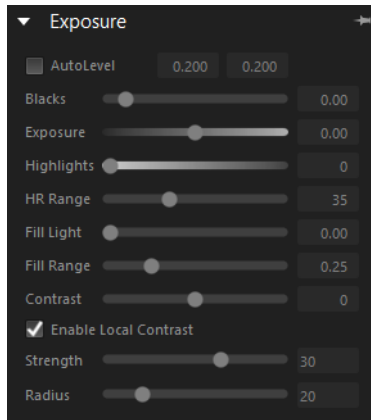 Exposure
AutoLevel 0.200 0.200
Blacks 0.00
Exposure 0.00
Highlights 0
HR Range 35
Fill Light 0.00
Fill Range 0.25
Contrast 0
Enable Local Contrast
Strength 30
Radius 20